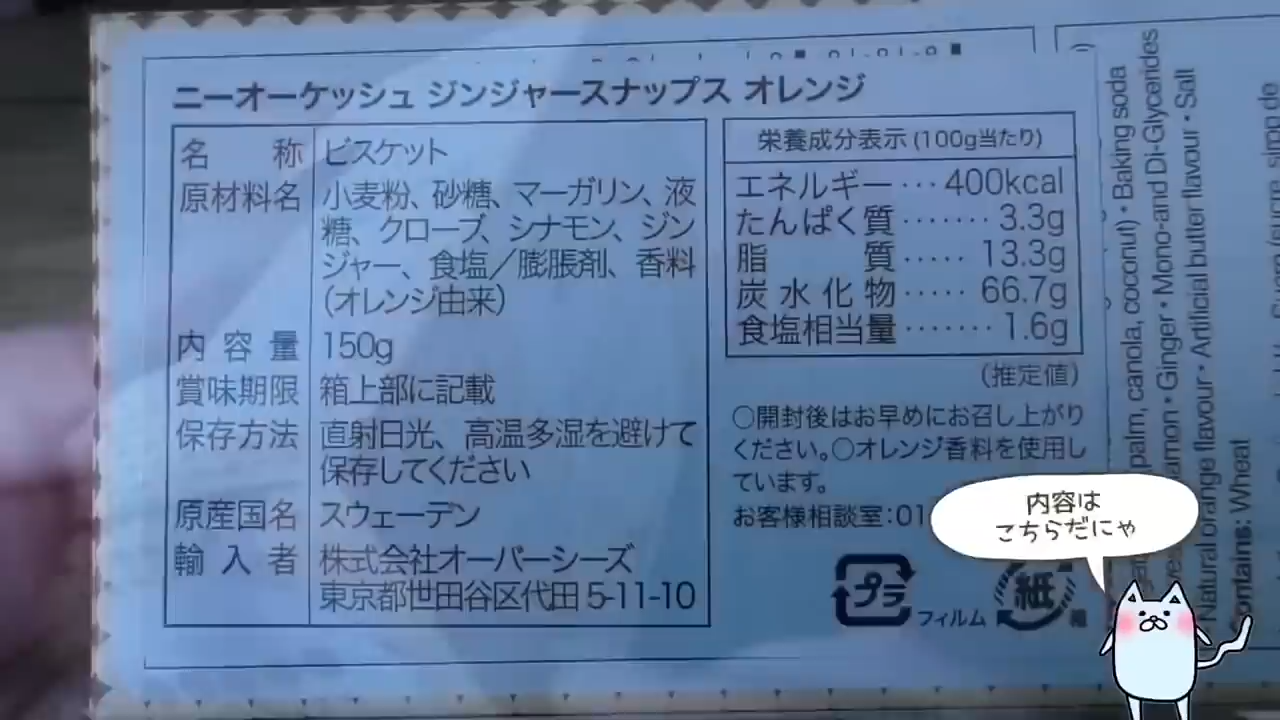 ニーオーケッシュ ジンジャースナップス オレンジ
名称 ビスケット
原材料名 小麦粉、砂糖、マーガリン、液
糖、クローブ、シナモン、ジン
ジャー、食塩/膨脹剤、香料
(オレンジ由来)
内容量 150g
賞味期限 箱上部に記載
保存方法 直射日光、高温多湿を避けて
保存してください
原産国名 スウェーデン
輸入者 株式会社オーバーシーズ
東京都世田谷区代田 5-11-10
栄養成分表示 (100g当たり)
エネルギー ··· 400kcal
たんぱく質 ······· 3.3g
脂質 ····· 13.3g
炭水化物 ····· 66.7g
食塩相当量 ······· 1.6g
(推定値)
○開封後はお早めにお召し上がり
ください。○オレンジ香料を使用し
ています。
お客様相談室:01
プラ
フィルム
紙
箱
palm, canola, coconut) • Baking soda
• Ginger • Mono-and Di-Glycerides
• Natural orange flavour • Artificial butter flavour • Salt
Contains: Wheat
内容は
こちらだにゃ